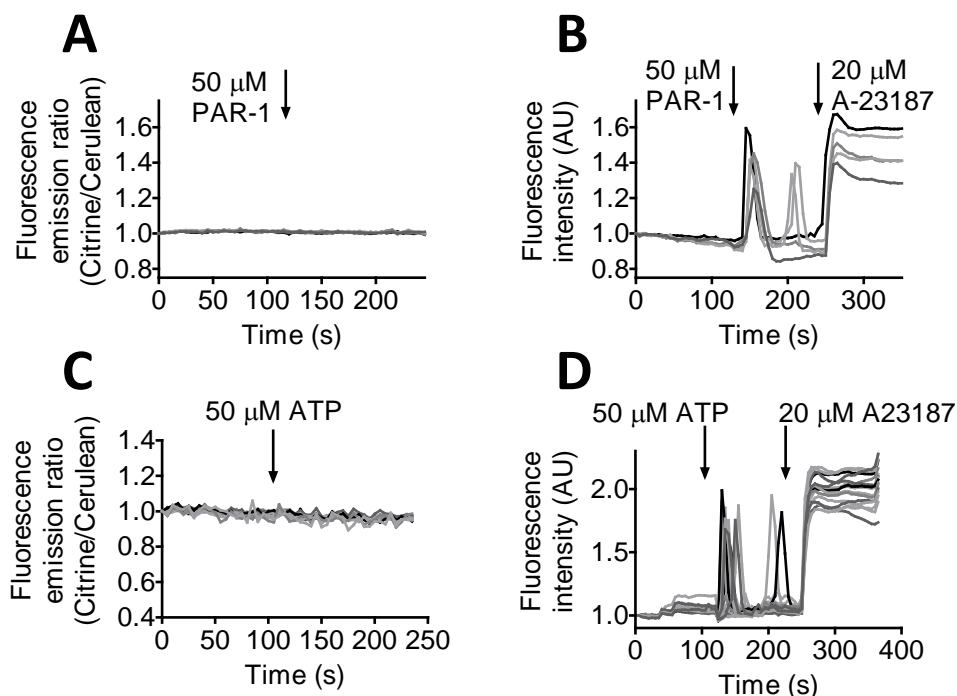 A
50 μM
PAR-1
Fluorescence
emission ratio
(Citrine/Cerulean)
1.6
1.4
1.2
1.0
0.8
0 50 100 150 200
Time (s)
B
50 μM
PAR-1
20 μM
A-23187
Fluorescence
intensity (AU)
1.6
1.4
1.2
1.0
0.8
0 100 200 300
Time (s)
C
50 μM ATP
Fluorescence
emission ratio
(Citrine/Cerulean)
1.4
1.2
1.0
0.8
0.6
0.4
0 50 100 150 200 250
Time (s)
D
50 μM ATP 20 μM A23187
Fluorescence
intensity (AU)
2.0
1.5
1.0
0 100 200 300 400
Time (s)